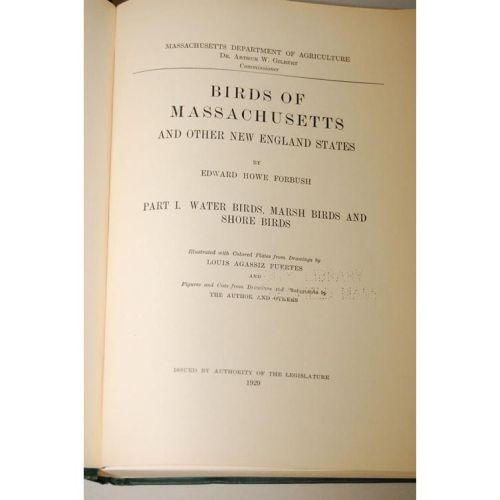 MASSACHUSETTS DEPARTMENT OF AGRICULTURE
DR. ARTHUR W. GILBERT
Commissioner
BIRDS OF
MASSACHUSETTS
AND OTHER NEW ENGLAND STATES
BY
EDWARD HOWE FORBUSH
PART I. WATER BIRDS, MARSH BIRDS AND
SHORE BIRDS
Illustrated with Colored Plates from Drawings by
LOUIS AGASSIZ FUERTES
AND
LIBRARY
Figures and Cuts from Drawings and Photographs by
MASS
THE AUTHOR AND OTHERS
ISSUED BY AUTHORITY OF THE LEGISLATURE
1929